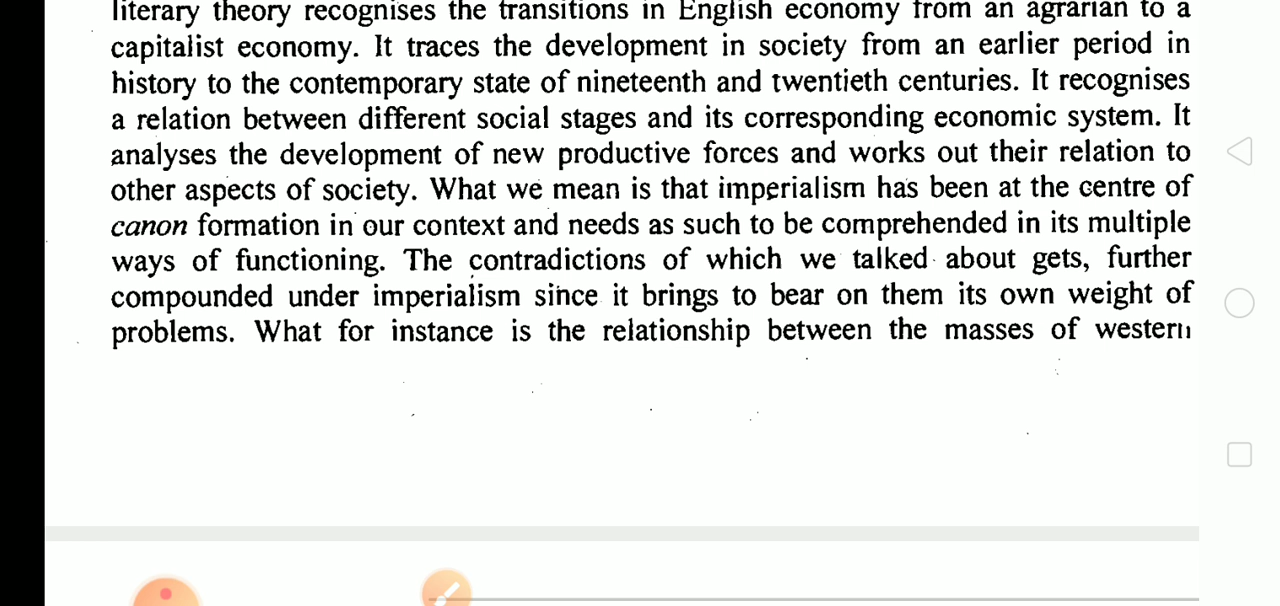 literary theory recognises the transitions in English economy from an agrarian to a
capitalist economy. It traces the development in society from an earlier period in
history to the contemporary state of nineteenth and twentieth centuries. It recognises
a relation between different social stages and its corresponding economic system. It
analyses the development of new productive forces and works out their relation to
other aspects of society. What we mean is that imperialism has been at the centre of
canon formation in our context and needs as such to be comprehended in its multiple
ways of functioning. The contradictions of which we talked about gets, further
compounded under imperialism since it brings to bear on them its own weight of
problems. What for instance is the relationship between the masses of western